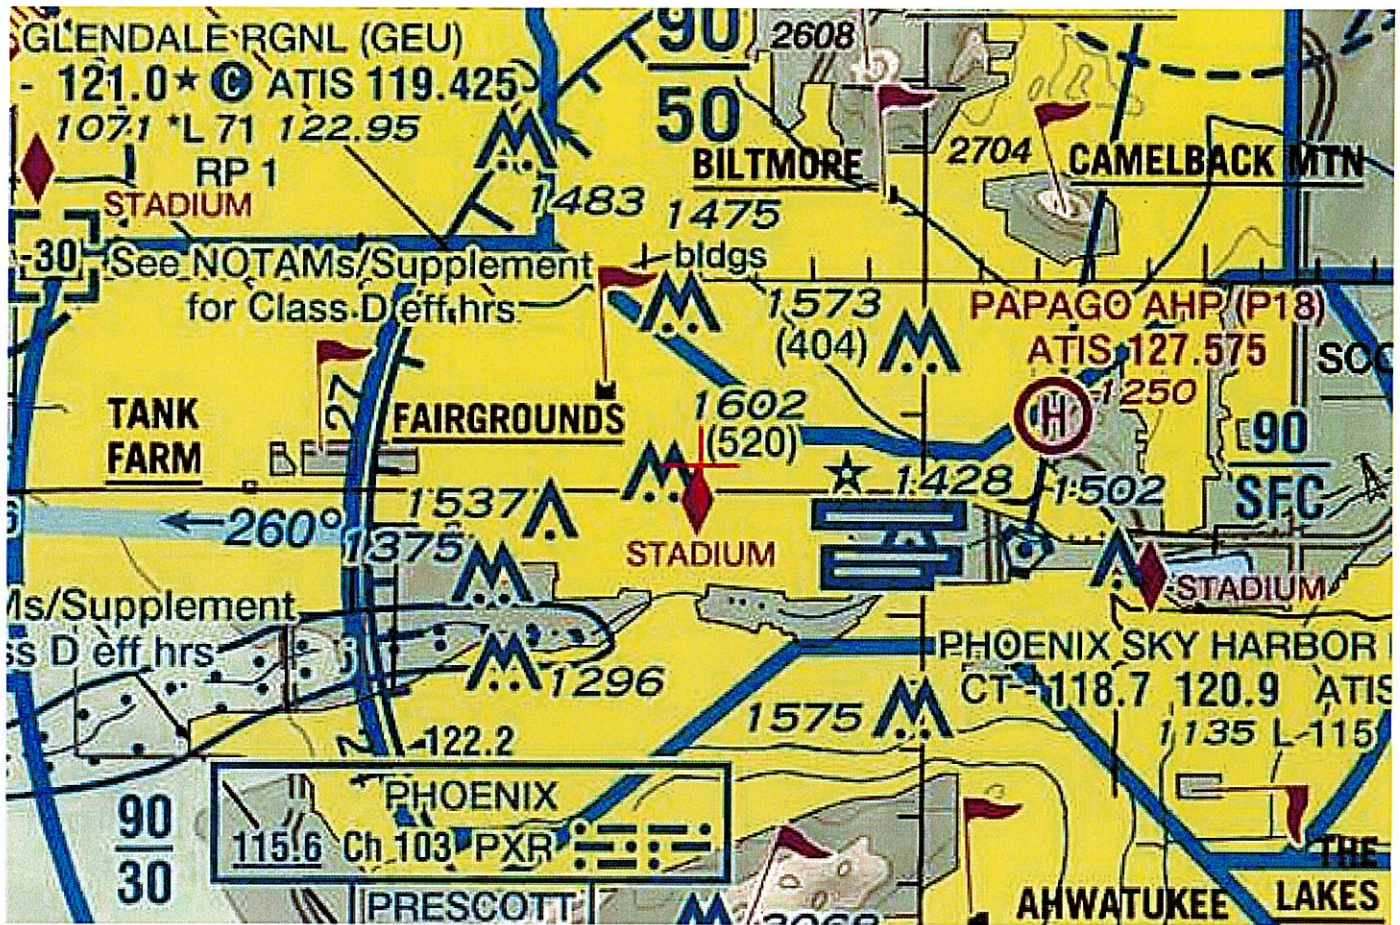 GLENDALE RGNL (GEU)
- 121.0 ★ C ATIS 119.425
1071 *L 71 122.95
RP 1
STADIUM
-30
See NOTAMs/Supplement
for Class D eff hrs
90
50
2608
2704
BILTMORE
CAMELBACK MTN
1483
1475
bldgs
1573
(404)
PAPAGO AHP (P18)
ATIS 127.575
1250
H
27
TANK
FARM
FAIRGROUNDS
1602
(520)
90
SFC
1537
1428
1502
260°
1375
STADIUM
STADIUM
Ms/Supplement
ss D eff hrs
1296
PHOENIX SKY HARBOR
CT - 118.7 120.9 ATIS
1135 L 115
1575
122.2
90
30
PHOENIX
115.6 Ch 103 PXR
PRESCOTT
3068
AHWATUKEE
THE
LAKES